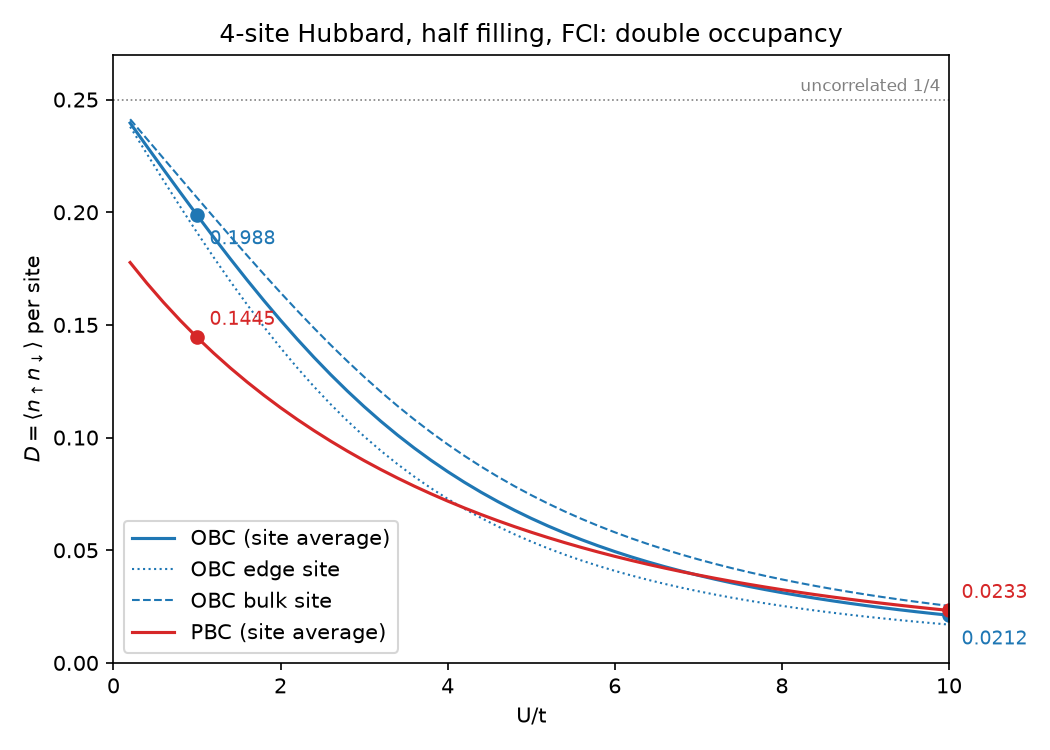 4-site Hubbard, half filling, FCI: double occupancy
D = ⟨n↑n↓⟩ per site
0.25
0.20
0.15
0.10
0.05
0.00
uncorrelated 1/4
0.1988
0.1445
0.0233
0.0212
OBC (site average)
OBC edge site
OBC bulk site
PBC (site average)
0
2
4
6
8
10
U/t